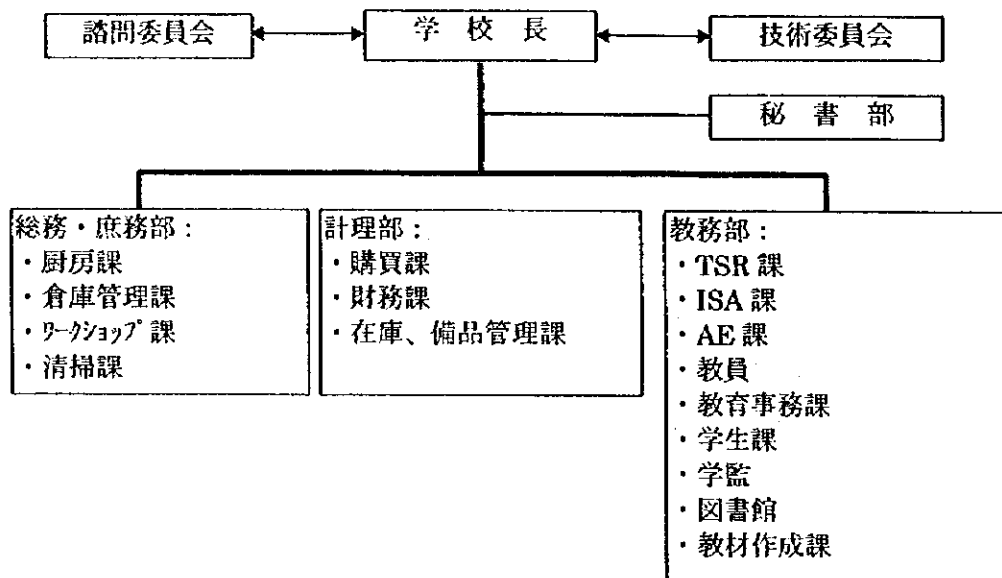 諮問委員会
学校長
技術委員会
秘書部
総務・庶務部：
・厨房課
・倉庫管理課
・ﾜｰｸｼｮｯﾌﾟ課
・清掃課
計理部：
・購買課
・財務課
・在庫、備品管理課
教務部：
・TSR課
・ISA課
・AE課
・教員
・教育事務課
・学生課
・学監
・図書館
・教材作成課